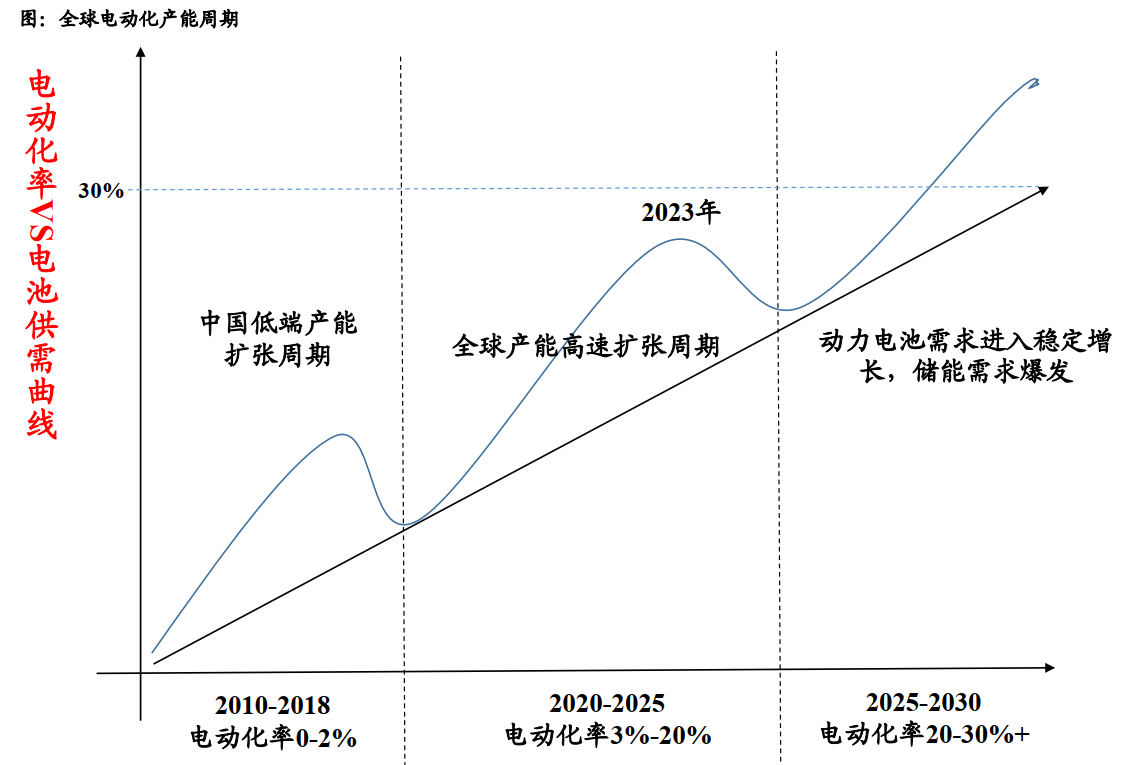 图：全球电动化产能周期
电动化率VS电池供需曲线
30%
2023年
中国低端产能
扩张周期
全球产能高速扩张周期
动力电池需求进入稳定增
长，储能需求爆发
2010-2018
电动化率0-2%
2020-2025
电动化率3%-20%
2025-2030
电动化率20-30%+